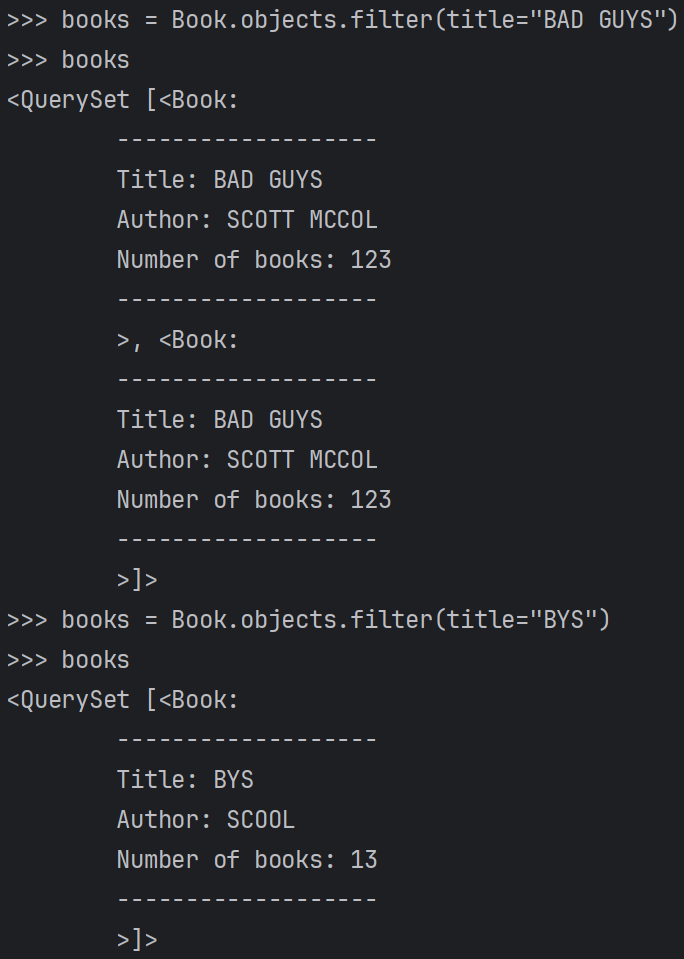 >>> books = Book.objects.filter(title="BAD GUYS")
>>> books
<QuerySet [<Book:
        -------------------
        Title: BAD GUYS
        Author: SCOTT MCCOL
        Number of books: 123
        -------------------
        >, <Book:
        -------------------
        Title: BAD GUYS
        Author: SCOTT MCCOL
        Number of books: 123
        -------------------
        >]>
>>> books = Book.objects.filter(title="BYS")
>>> books
<QuerySet [<Book:
        -------------------
        Title: BYS
        Author: SCOOL
        Number of books: 13
        -------------------
        >]>